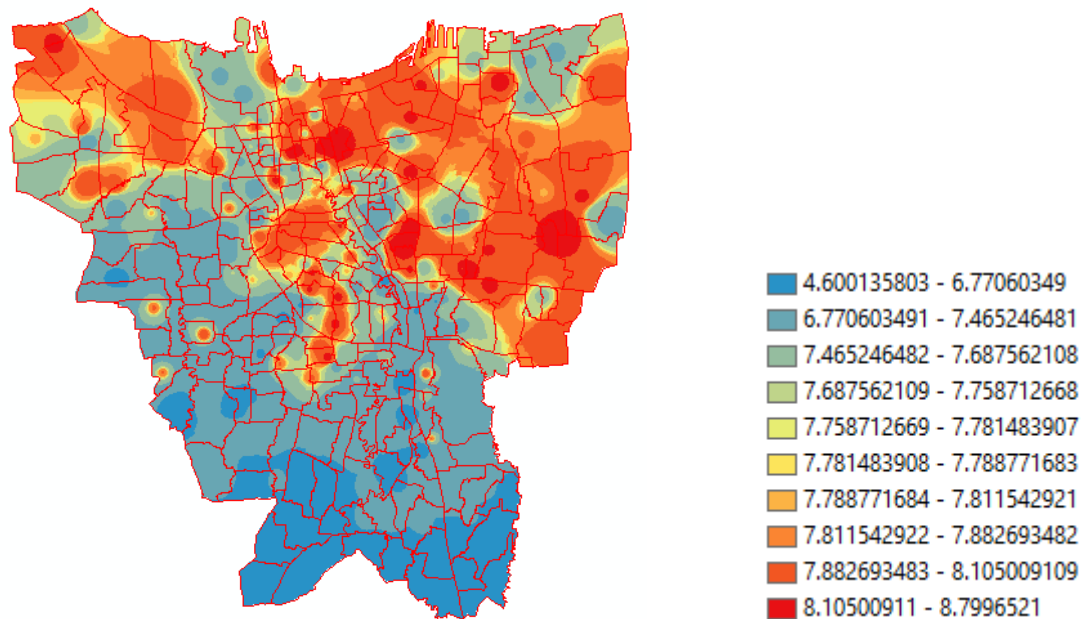 4.600135803 - 6.77060349
6.770603491 - 7.465246481
7.465246482 - 7.687562108
7.687562109 - 7.758712668
7.758712669 - 7.781483907
7.781483908 - 7.788771683
7.788771684 - 7.811542921
7.811542922 - 7.882693482
7.882693483 - 8.105009109
8.10500911 - 8.7996521